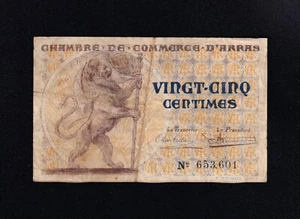 CHAMBRE·DE·COMMERCE·D'ARRAS
VINGT-CINQ
CENTIMES
Le Trésorier Le Président
Nº 653,601